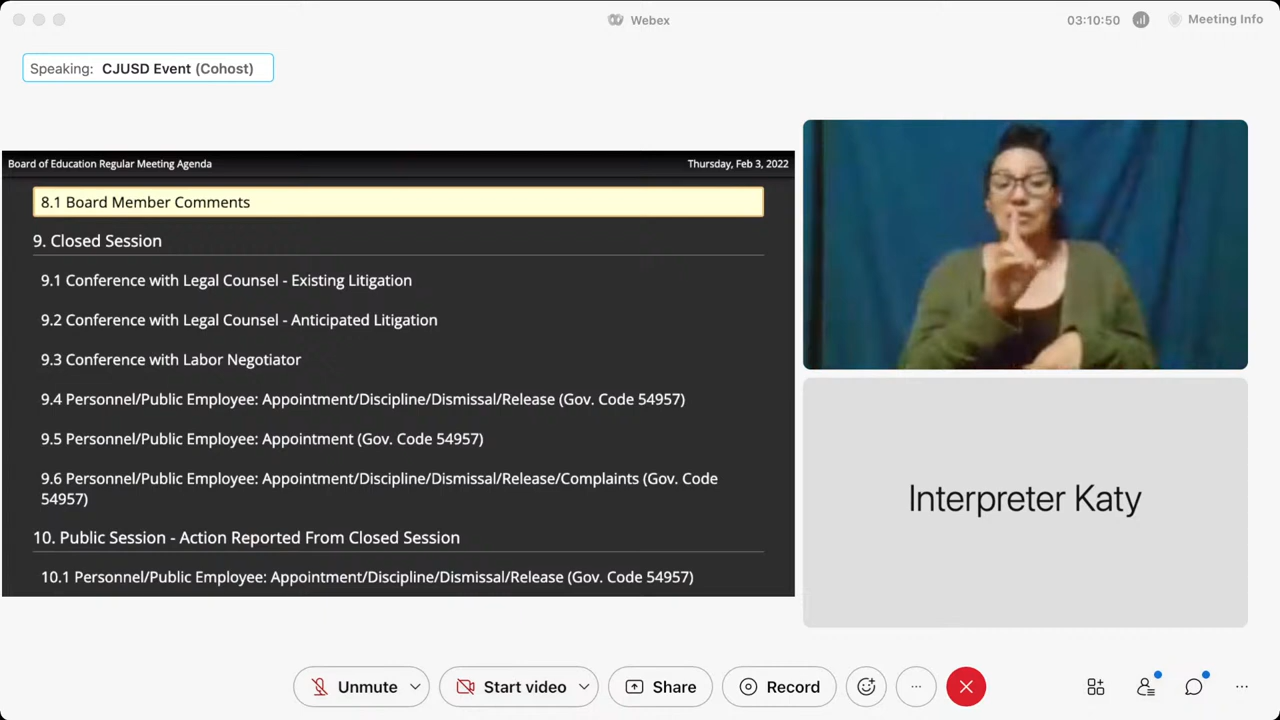 Webex
03:10:50
Meeting Info
Speaking: CJUSD Event (Cohost)
Board of Education Regular Meeting Agenda
Thursday, Feb 3, 2022
8.1 Board Member Comments
9. Closed Session
9.1 Conference with Legal Counsel - Existing Litigation
9.2 Conference with Legal Counsel - Anticipated Litigation
9.3 Conference with Labor Negotiator
9.4 Personnel/Public Employee: Appointment/Discipline/Dismissal/Release (Gov. Code 54957)
9.5 Personnel/Public Employee: Appointment (Gov. Code 54957)
9.6 Personnel/Public Employee: Appointment/Discipline/Dismissal/Release/Complaints (Gov. Code
54957)
10. Public Session - Action Reported From Closed Session
10.1 Personnel/Public Employee: Appointment/Discipline/Dismissal/Release (Gov. Code 54957)
Interpreter Katy
Unmute
Start video
Share
Record